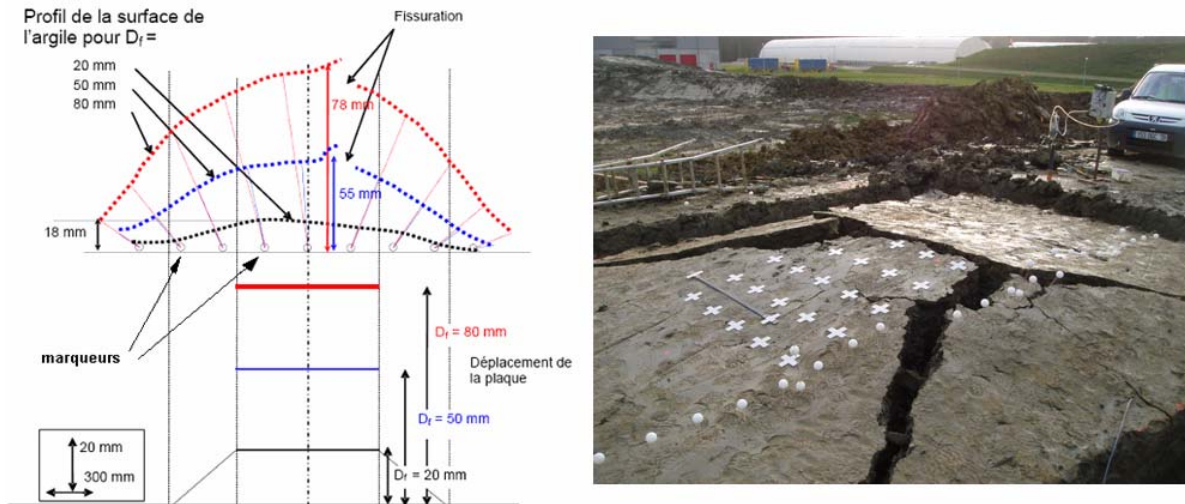 Profil de la surface de
l'argile pour Df =
20 mm
50 mm
80 mm
Fissuration
78 mm
55 mm
18 mm
marqueurs
Df = 80 mm
Déplacement de
la plaque
Df = 50 mm
Df = 20 mm
20 mm
300 mm